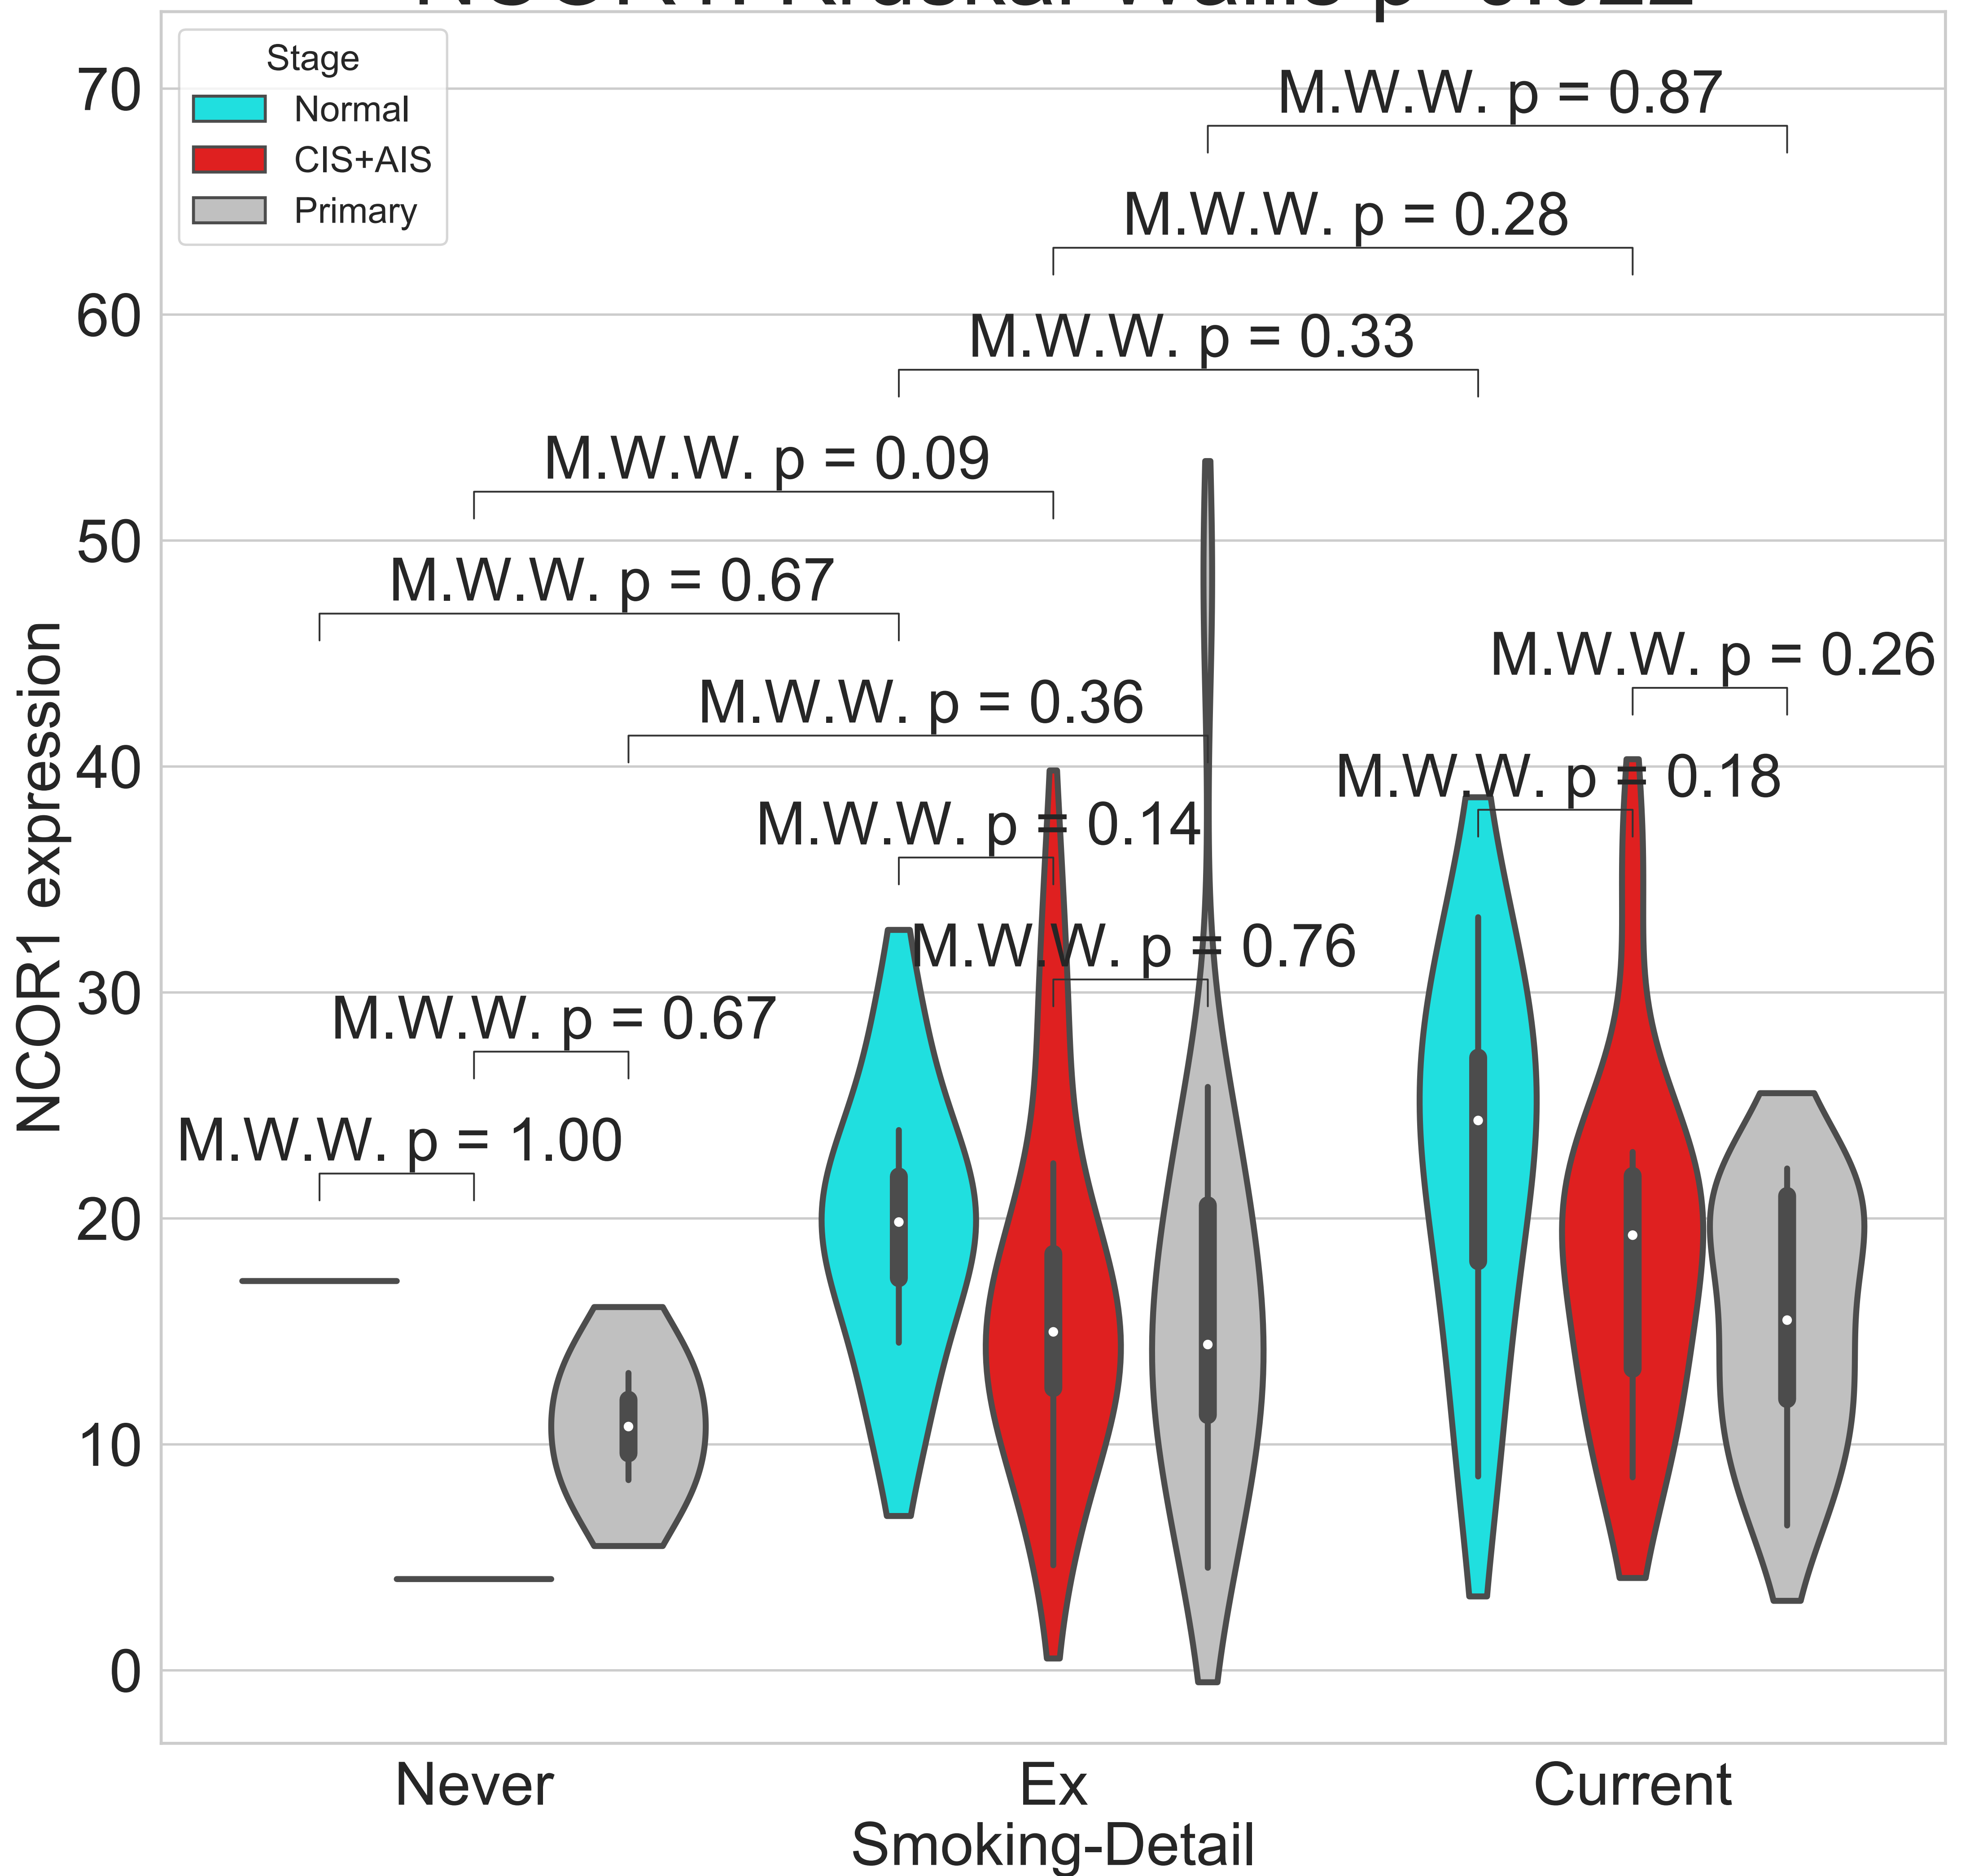 Stage
Normal
CIS+AIS
Primary
M.W.W. p = 0.87
M.W.W. p = 0.28
M.W.W. p = 0.33
M.W.W. p = 0.09
M.W.W. p = 0.67
M.W.W. p = 0.26
M.W.W. p = 0.36
M.W.W. p = 0.18
M.W.W. p = 0.14
M.W.W. p = 0.76
M.W.W. p = 0.67
M.W.W. p = 1.00
70
60
50
40
30
20
10
0
NCOR1 expression
Never
Ex
Current
Smoking-Detail